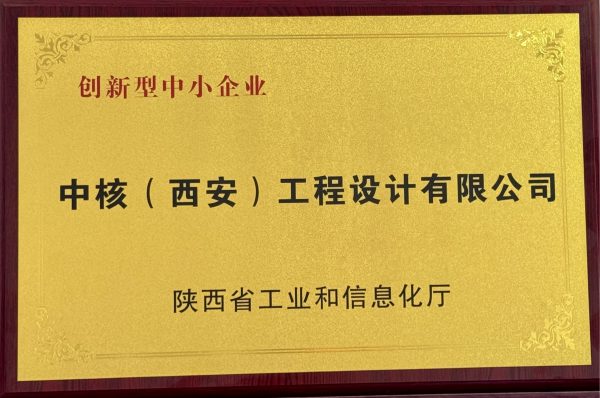 创新型中小企业
中核（西安）工程设计有限公司
陕西省工业和信息化厅